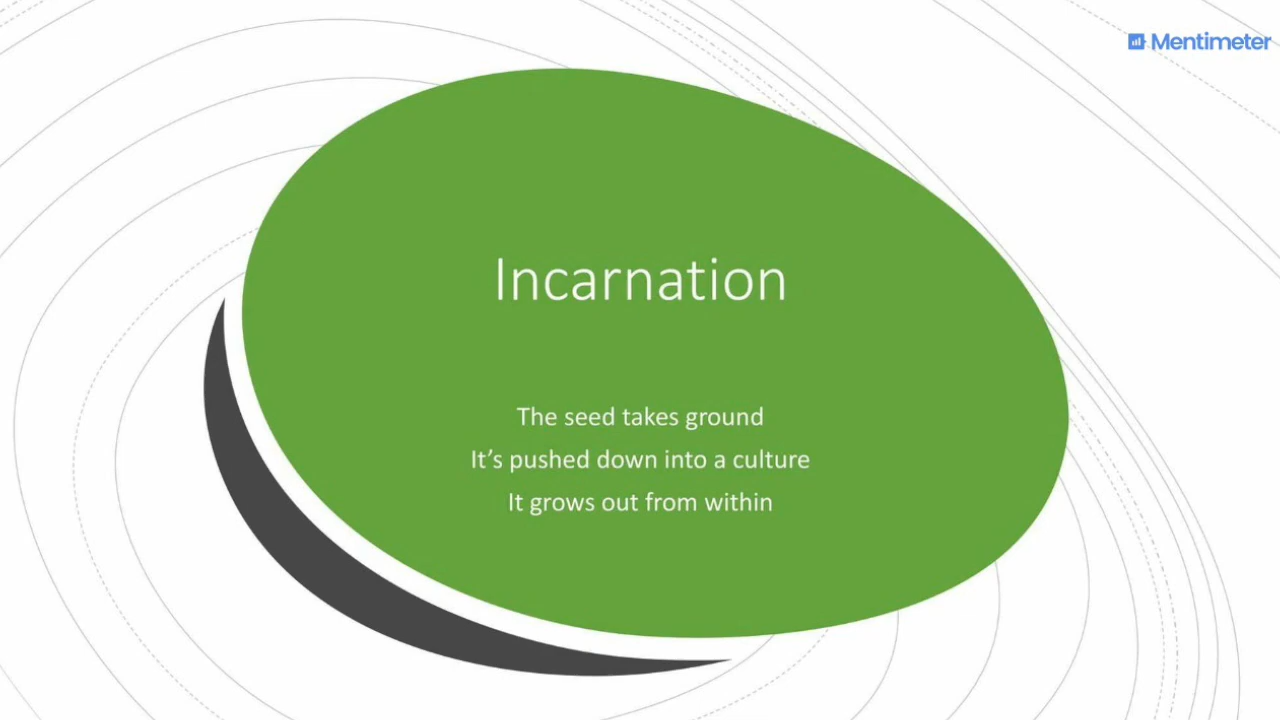 Mentimeter
Incarnation
The seed takes ground
It’s pushed down into a culture
It grows out from within